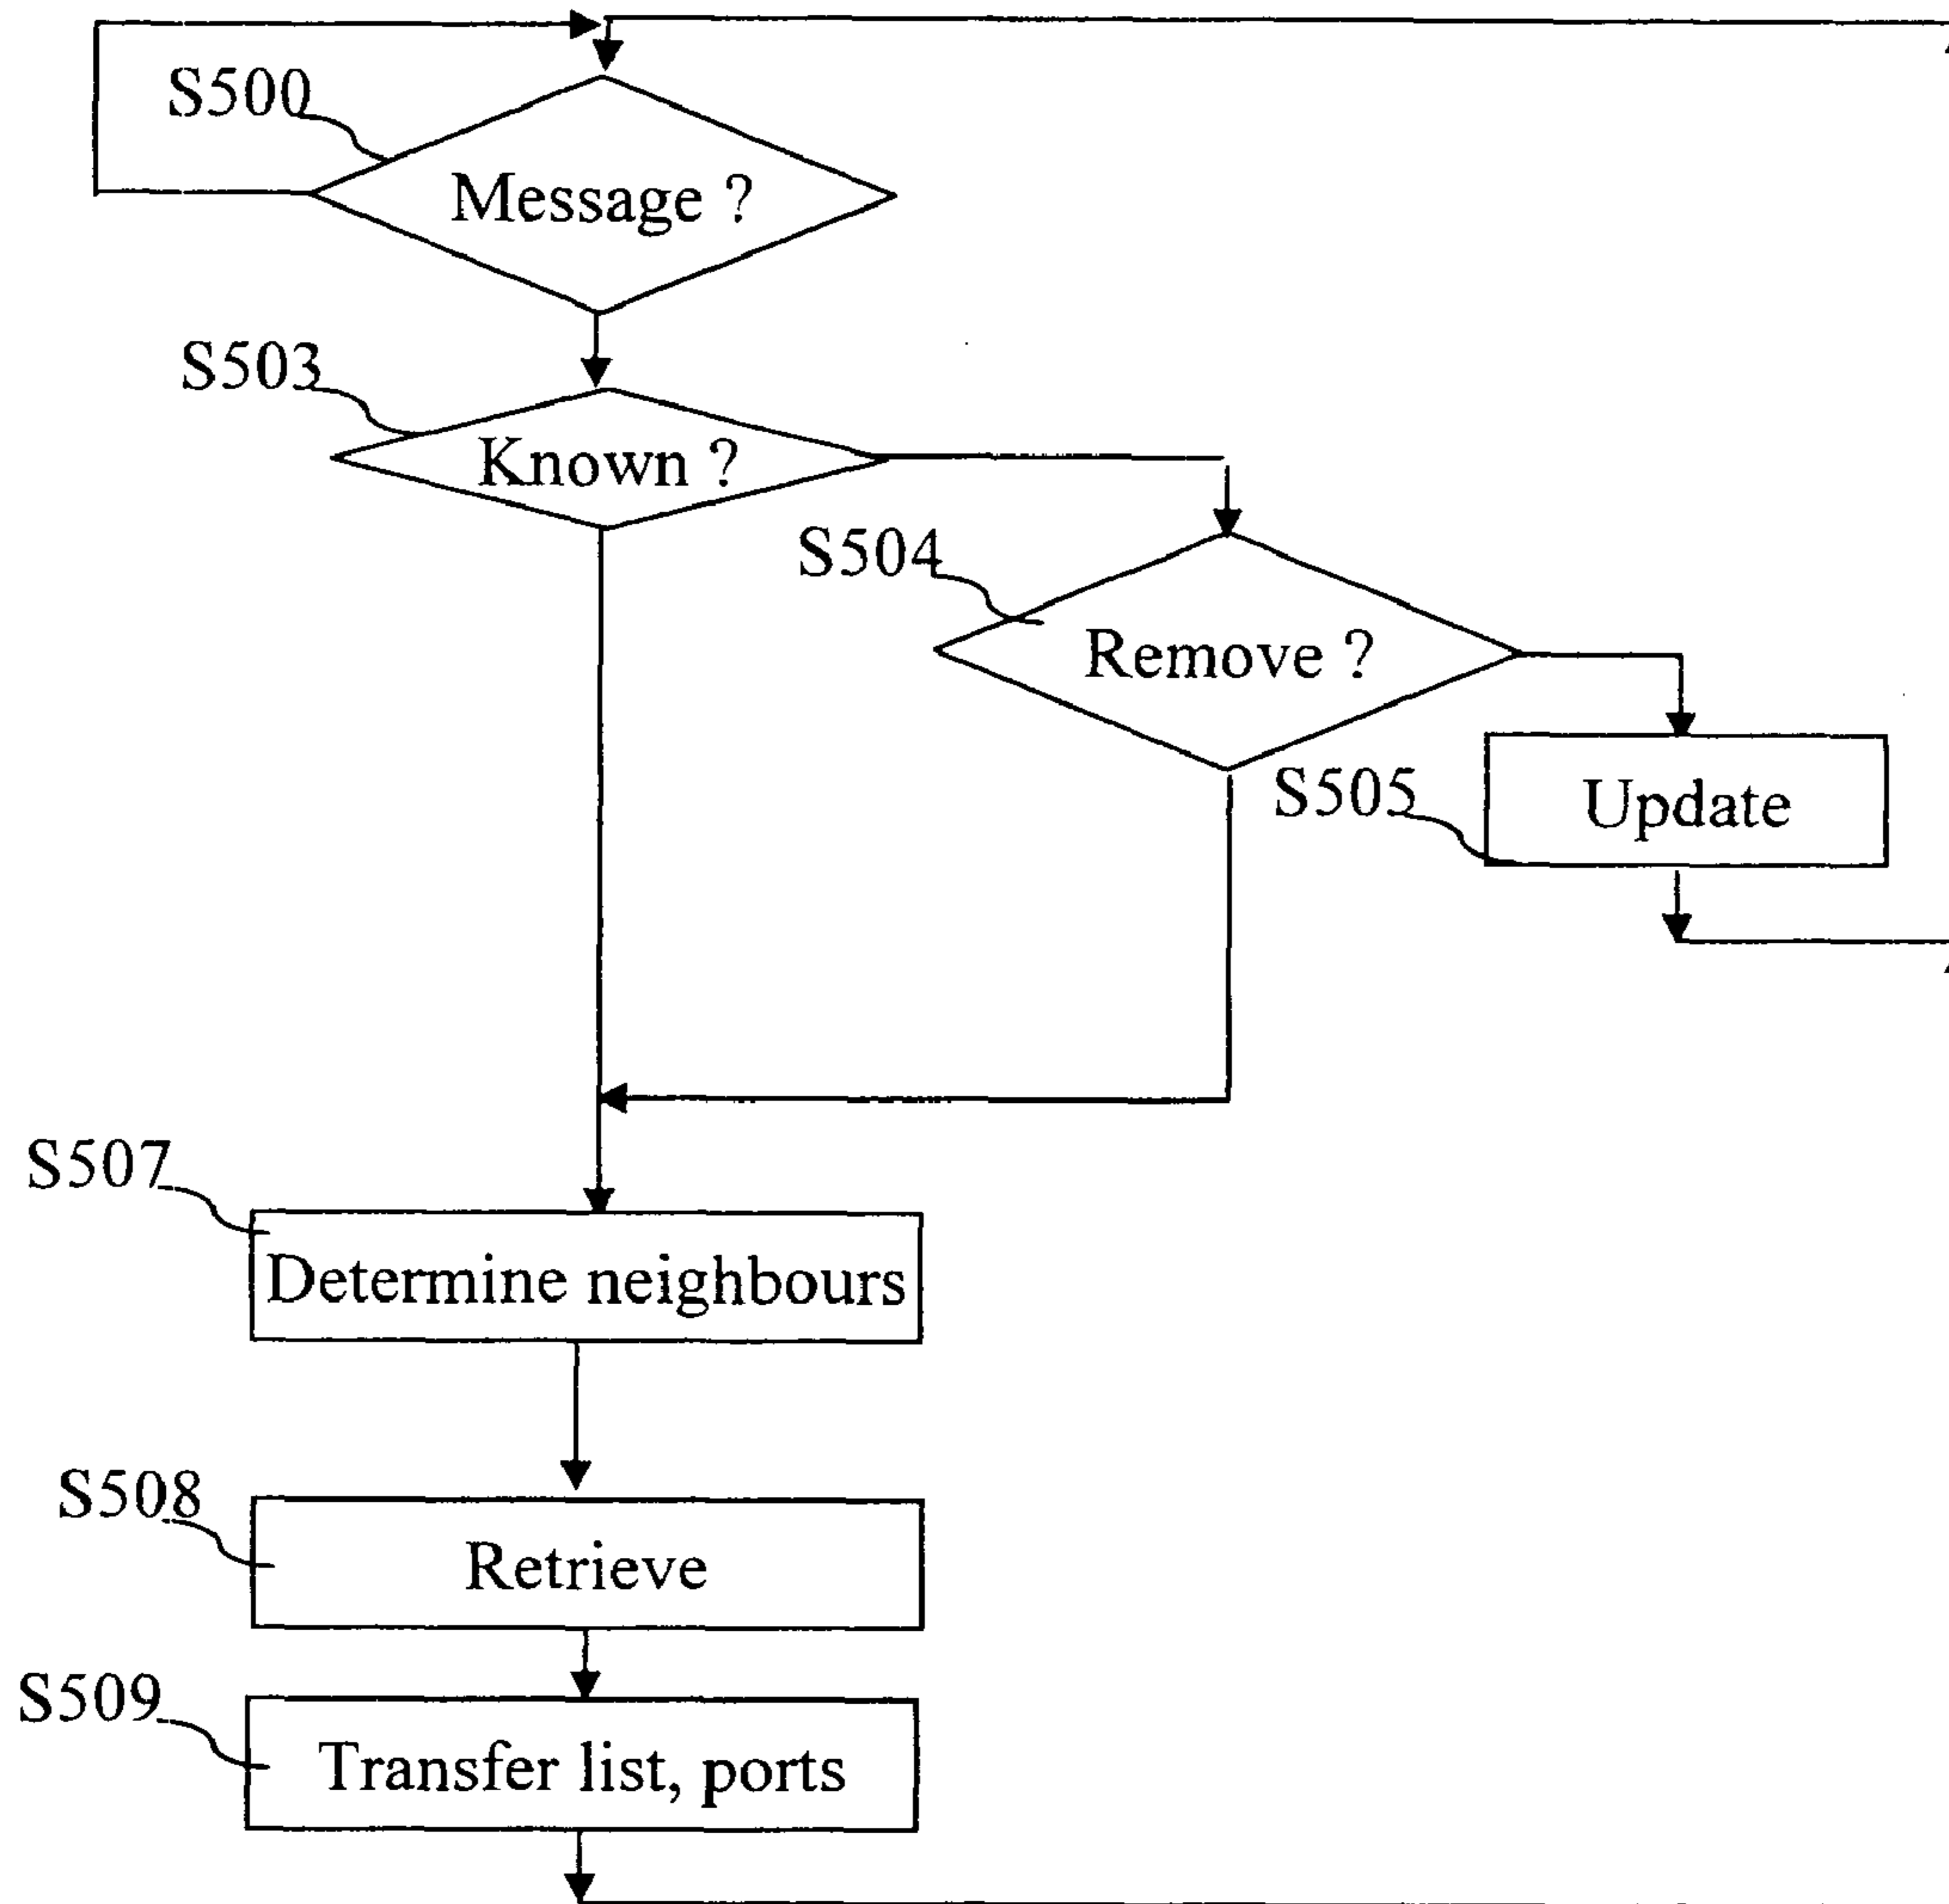 S500
Message ?
S503
Known ?
S504
Remove ?
S505
Update
S507
Determine neighbours
S508
Retrieve
S509
Transfer list, ports